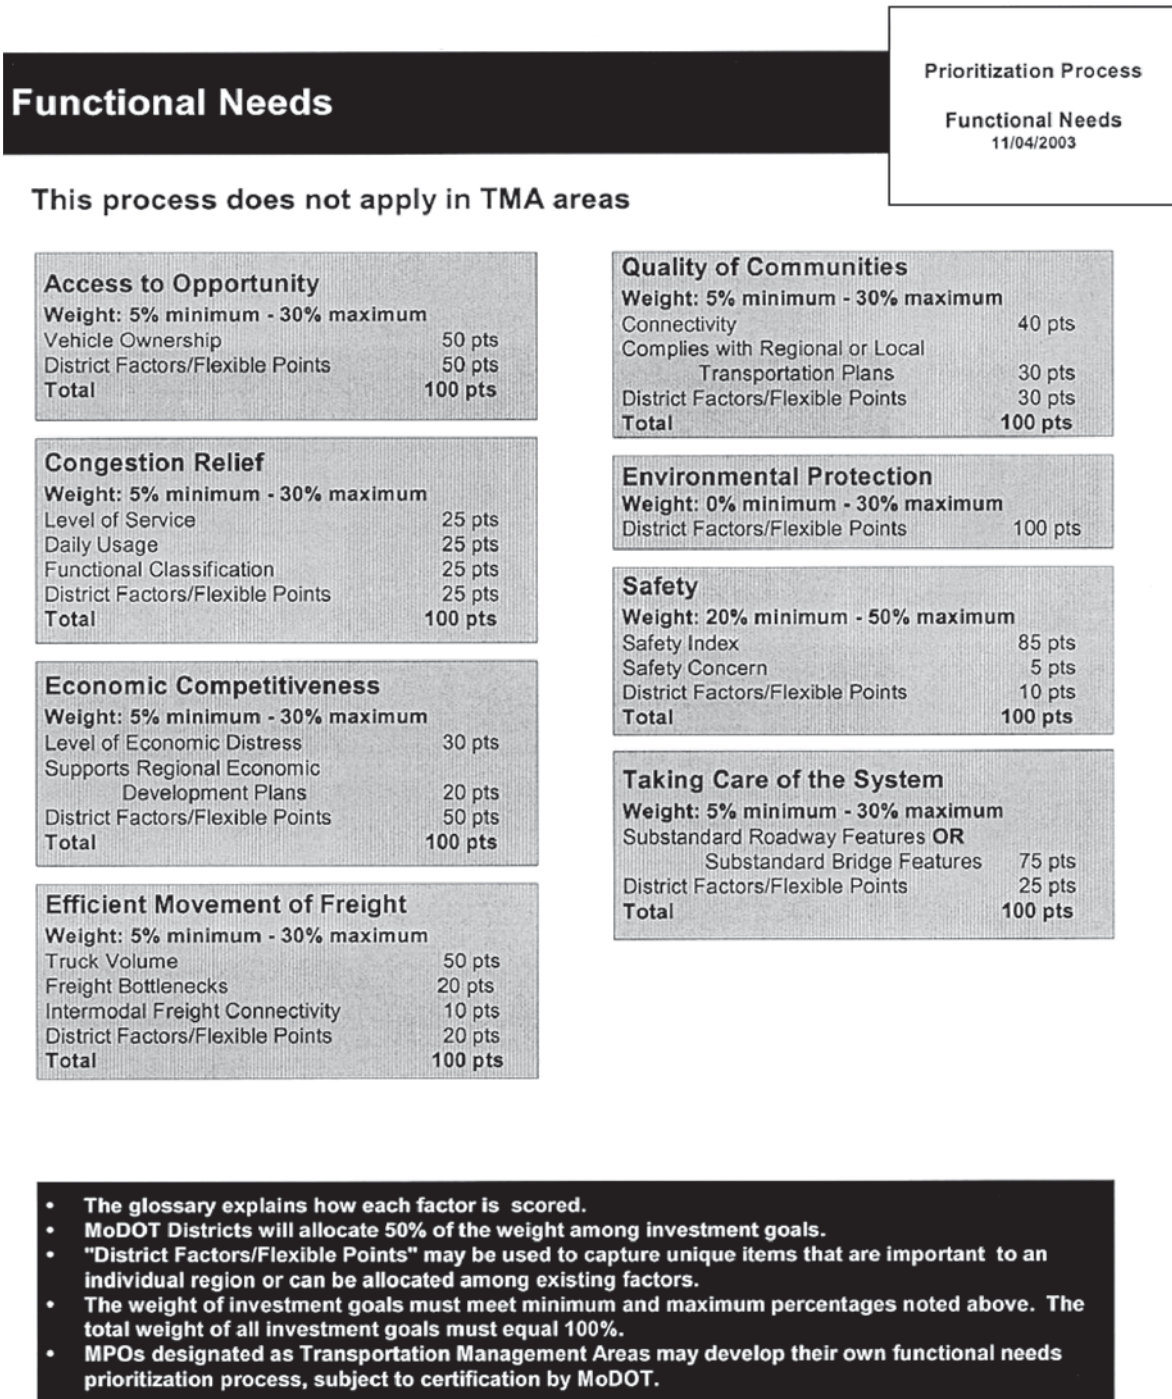 Functional Needs
Prioritization Process
Functional Needs
11/04/2003
This process does not apply in TMA areas
Access to Opportunity
Weight: 5% minimum - 30% maximum
Vehicle Ownership 50 pts
District Factors/Flexible Points 50 pts
Total 100 pts
Congestion Relief
Weight: 5% minimum - 30% maximum
Level of Service 25 pts
Daily Usage 25 pts
Functional Classification 25 pts
District Factors/Flexible Points 25 pts
Total 100 pts
Economic Competitiveness
Weight: 5% minimum - 30% maximum
Level of Economic Distress 30 pts
Supports Regional Economic
Development Plans 20 pts
District Factors/Flexible Points 50 pts
Total 100 pts
Efficient Movement of Freight
Weight: 5% minimum - 30% maximum
Truck Volume 50 pts
Freight Bottlenecks 20 pts
Intermodal Freight Connectivity 10 pts
District Factors/Flexible Points 20 pts
Total 100 pts
Quality of Communities
Weight: 5% minimum - 30% maximum
Connectivity 40 pts
Complies with Regional or Local
Transportation Plans 30 pts
District Factors/Flexible Points 30 pts
Total 100 pts
Environmental Protection
Weight: 0% minimum - 30% maximum
District Factors/Flexible Points 100 pts
Safety
Weight: 20% minimum - 50% maximum
Safety Index 85 pts
Safety Concern 5 pts
District Factors/Flexible Points 10 pts
Total 100 pts
Taking Care of the System
Weight: 5% minimum - 30% maximum
Substandard Roadway Features OR
Substandard Bridge Features 75 pts
District Factors/Flexible Points 25 pts
Total 100 pts
• The glossary explains how each factor is scored.
• MoDOT Districts will allocate 50% of the weight among investment goals.
• "District Factors/Flexible Points" may be used to capture unique items that are important to an
individual region or can be allocated among existing factors.
• The weight of investment goals must meet minimum and maximum percentages noted above. The
total weight of all investment goals must equal 100%.
• MPOs designated as Transportation Management Areas may develop their own functional needs
prioritization process, subject to certification by MoDOT.